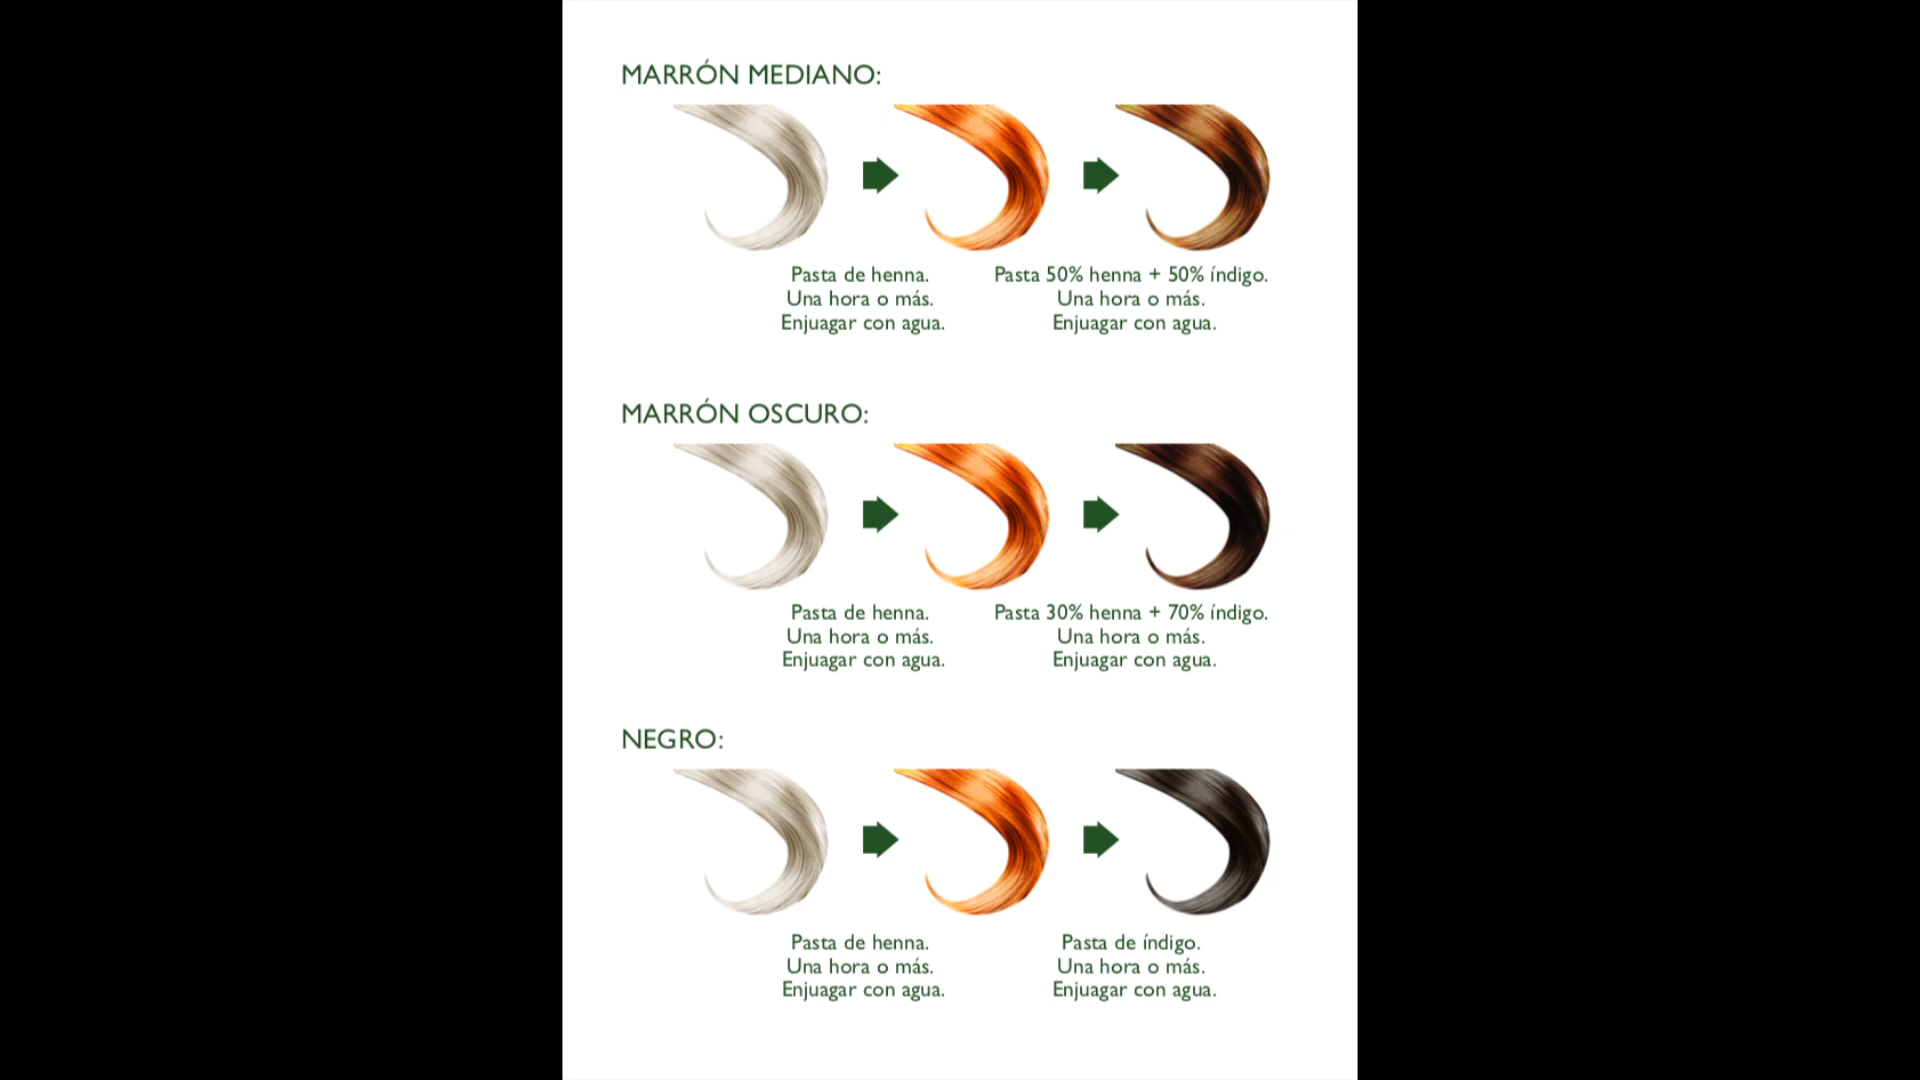 MARRÓN MEDIANO:
Pasta de henna.
Una hora o más.
Enjuagar con agua.
Pasta 50% henna + 50% índigo.
Una hora o más.
Enjuagar con agua.
MARRÓN OSCURO:
Pasta de henna.
Una hora o más.
Enjuagar con agua.
Pasta 30% henna + 70% índigo.
Una hora o más.
Enjuagar con agua.
NEGRO:
Pasta de henna.
Una hora o más.
Enjuagar con agua.
Pasta de índigo.
Una hora o más.
Enjuagar con agua.